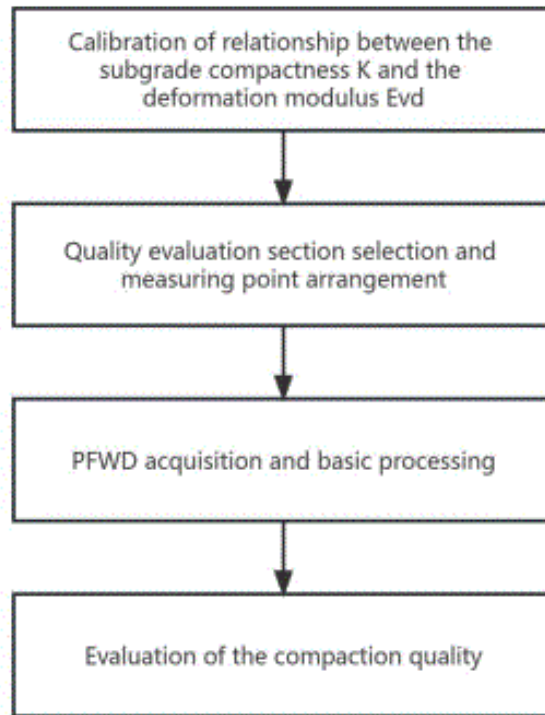 Calibration of relationship between the
subgrade compactness K and the
deformation modulus Evd
Quality evaluation section selection and
measuring point arrangement
PFWD acquisition and basic processing
Evaluation of the compaction quality